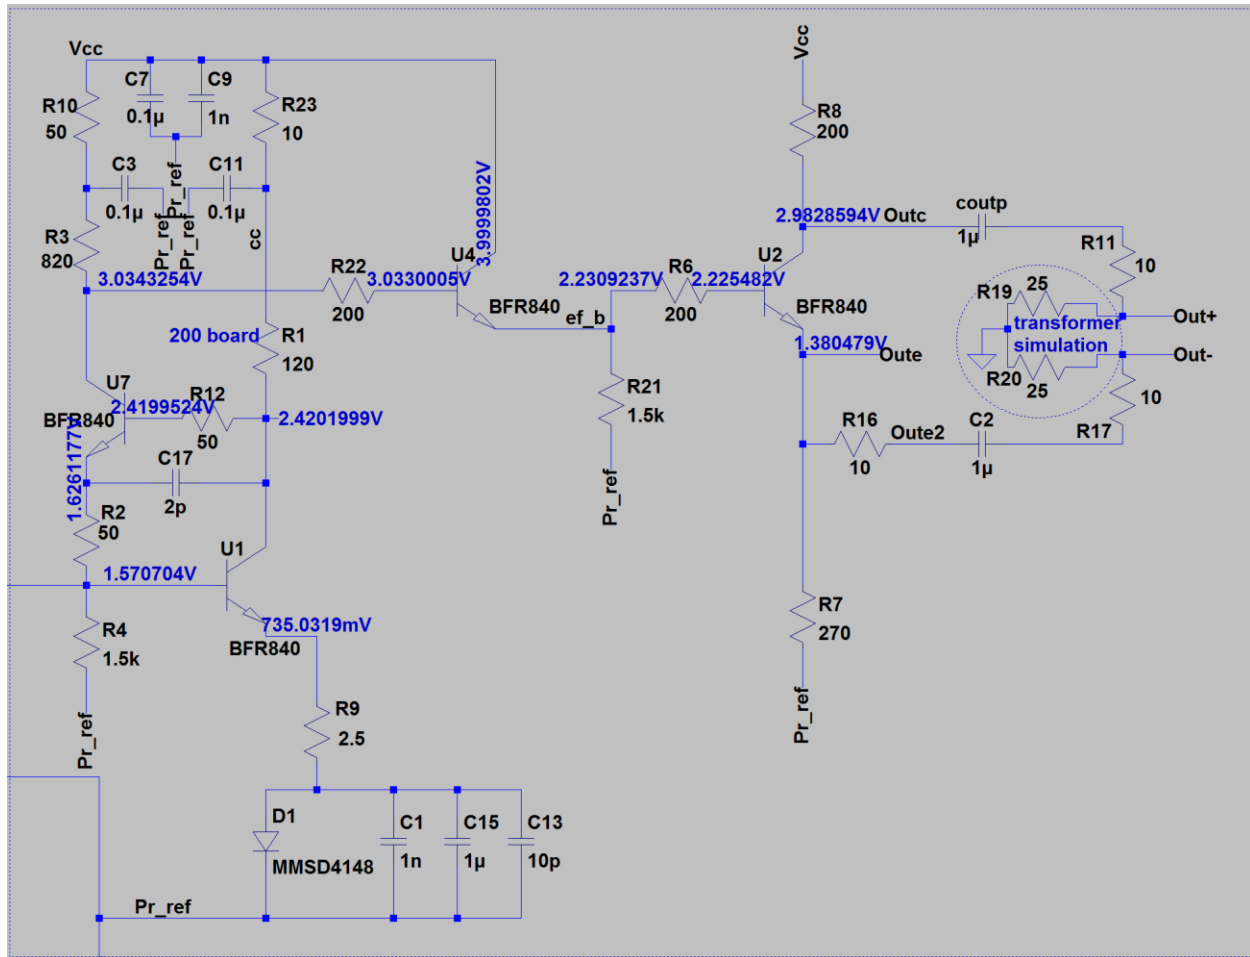 Vcc
R10
50
C7
0.1µ
C9
1n
R23
10
Pr_ref
C3
0.1µ
C11
0.1µ
Pr_ref
Pr_ref
cc
R3
820
3.0343254V
R22
200
3.0330005V
U4
3.9999802V
BFR840
ef_b
2.2309237V
R6
200
2.225482V
U2
BFR840
Vcc
R8
200
2.9828594V
Outc
coutp
1µ
R11
10
R19
25
transformer
simulation
Out+
Out-
R20
25
10
R17
1.380479V
Oute
R16
10
Oute2
C2
1µ
R21
1.5k
Pr_ref
200 board
R1
120
U7
BFR840
2.4199524V
R12
50
2.4201999V
1.6261177V
C17
2p
R2
50
U1
1.570704V
735.0319mV
BFR840
R4
1.5k
Pr_ref
R7
270
Pr_ref
R9
2.5
D1
MMSD4148
C1
1n
C15
1µ
C13
10p
Pr_ref